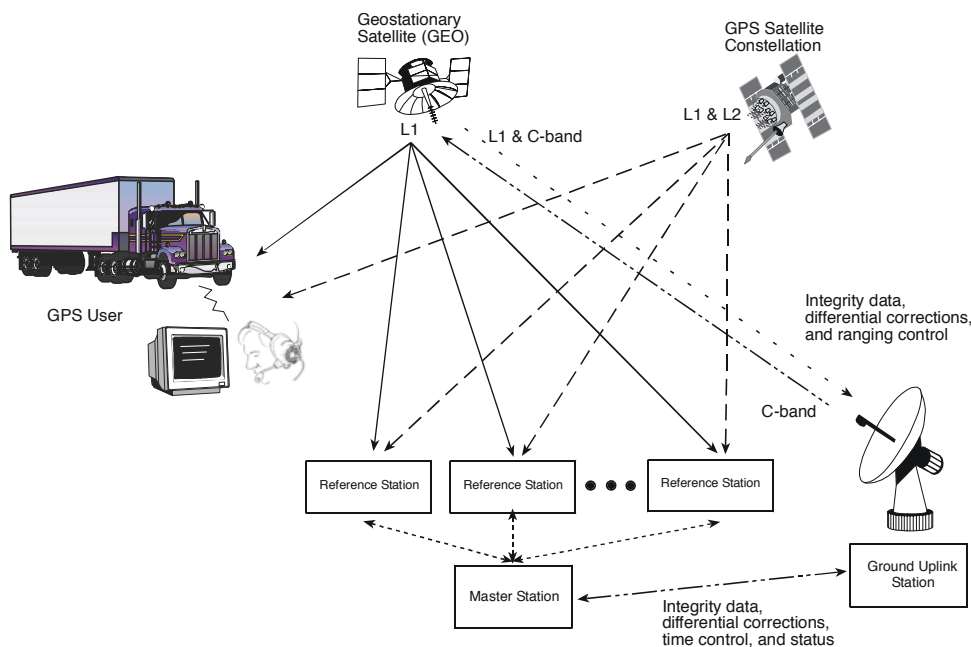 Geostationary
Satellite (GEO)
GPS Satellite
Constellation
L1
L1 & C-band
L1 & L2
GPS User
Integrity data,
differential corrections,
and ranging control
C-band
Reference Station
Reference Station
Reference Station
Master Station
Ground Uplink
Station
Integrity data,
differential corrections,
time control, and status